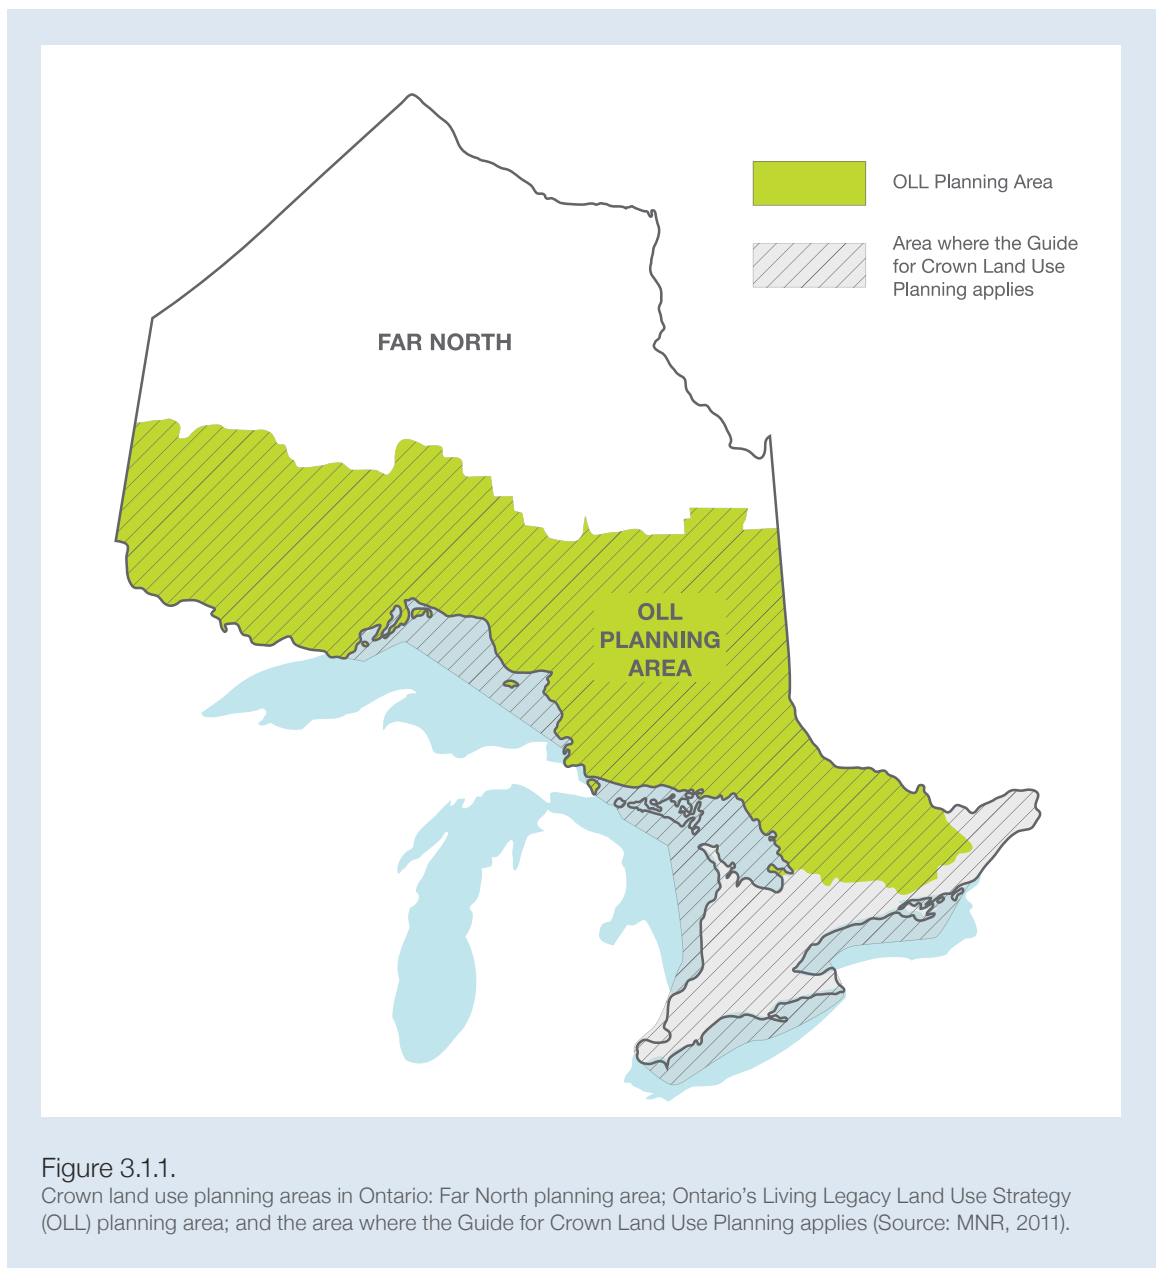 OLL Planning Area
Area where the Guide
for Crown Land Use
Planning applies
FAR NORTH
OLL
PLANNING
AREA
Figure 3.1.1.
Crown land use planning areas in Ontario: Far North planning area; Ontario’s Living Legacy Land Use Strategy
(OLL) planning area; and the area where the Guide for Crown Land Use Planning applies (Source: MNR, 2011).